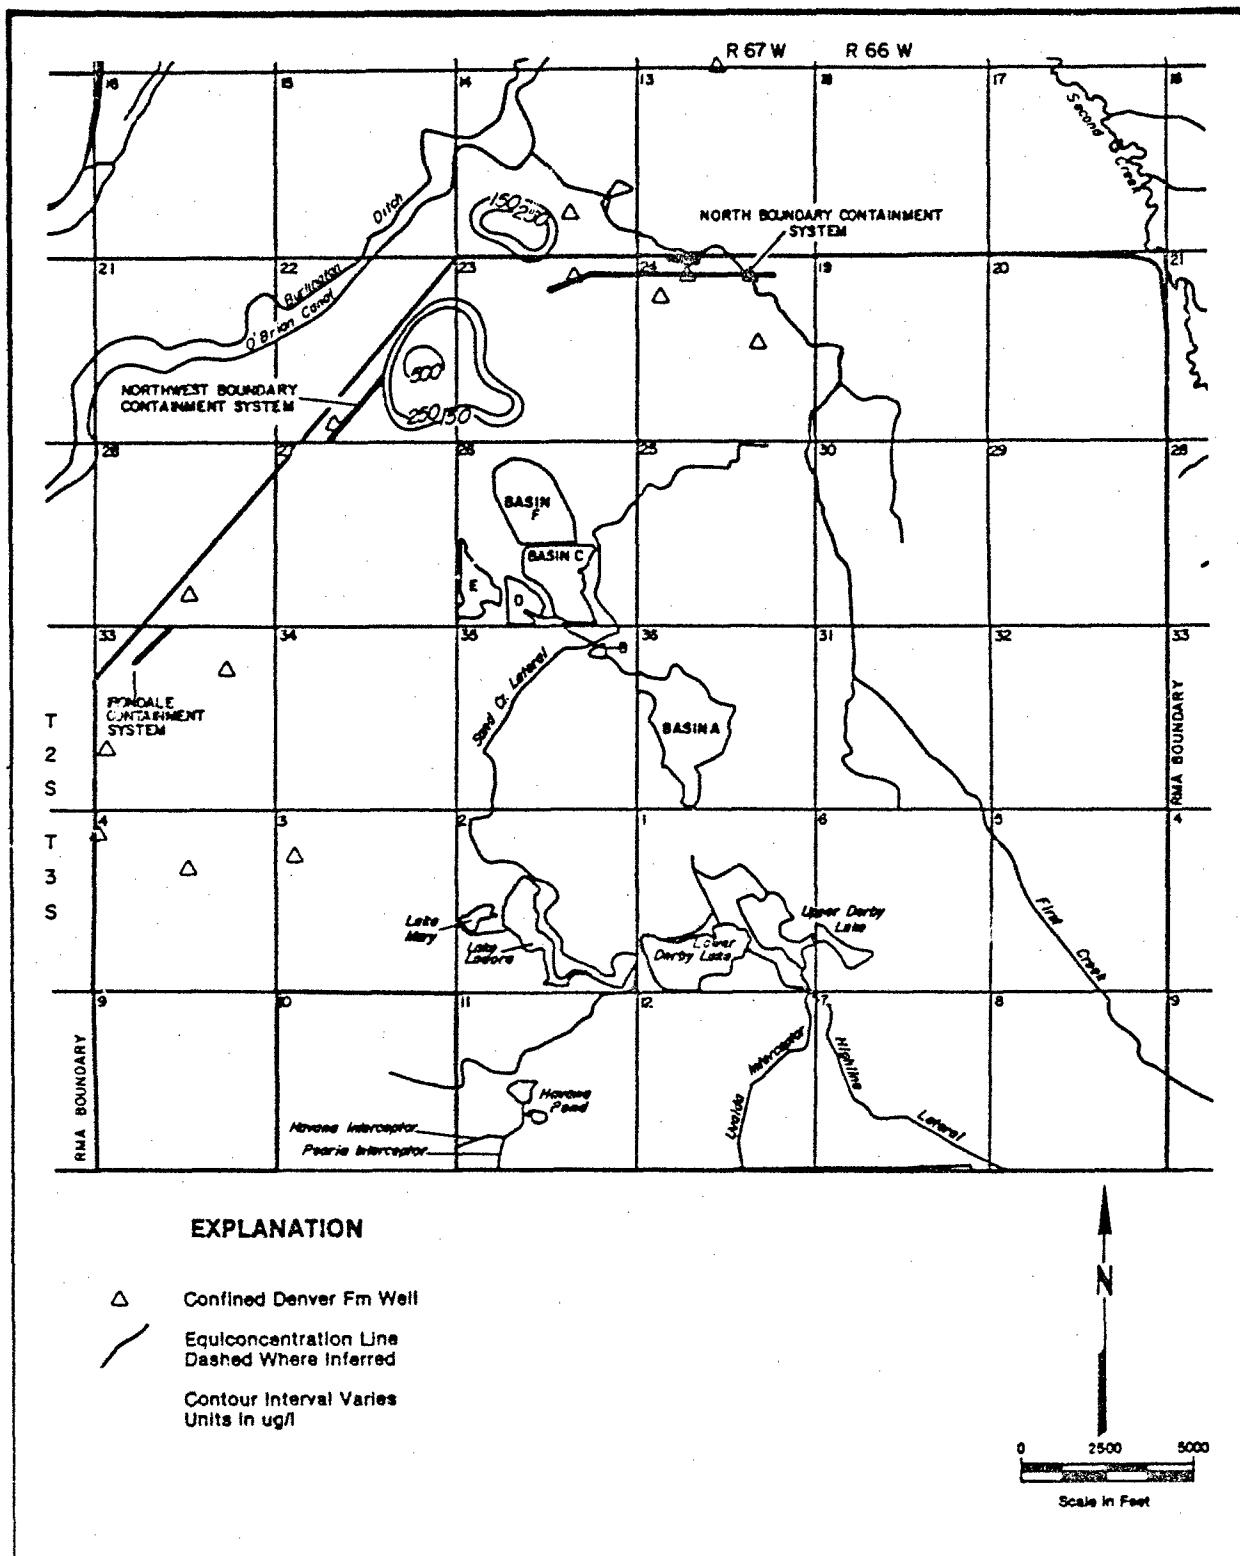 R 67 W R 66 W
16 15 14 13 18 17 16
Second Creek
Ditch
150 250
NORTH BOUNDARY CONTAINMENT
SYSTEM
21 22 23 24 19 20 21
Burlington
O'Brian Canal
500
NORTHWEST BOUNDARY
CONTAINMENT SYSTEM
250 150
28 27 26 25 30 29 28
BASIN
F
BASIN C
E
D
33 34 35 36 31 32 33
B
Sand Ck. Lateral
IRONDALE
CONTAINMENT
SYSTEM
BASIN A
RMA BOUNDARY
T
2
S
4 3 2 1 6 5 4
T
3
S
Lake
Mary
Lake
Ladora
Lower
Derby Lake
Upper Derby
Lake
First
Creek
9 10 11 12 7 8 9
RMA BOUNDARY
Uvalda Interceptor
Highline
Lateral
Havana
Pond
Havana Interceptor
Peoria Interceptor
EXPLANATION
Confined Denver Fm Well
Equiconcentration Line
Dashed Where Inferred
Contour Interval Varies
Units in ug/l
N
0 2500 5000
Scale in Feet